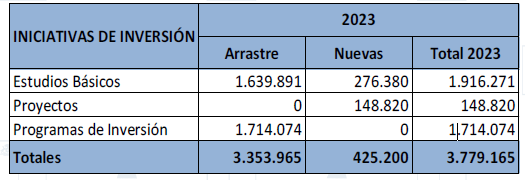 INICIATIVAS DE INVERSIÓN 2023
Arrastre Nuevas Total 2023
Estudios Básicos 1.639.891 276.380 1.916.271
Proyectos 0 148.820 148.820
Programas de Inversión 1.714.074 0 1.714.074
Totales 3.353.965 425.200 3.779.165